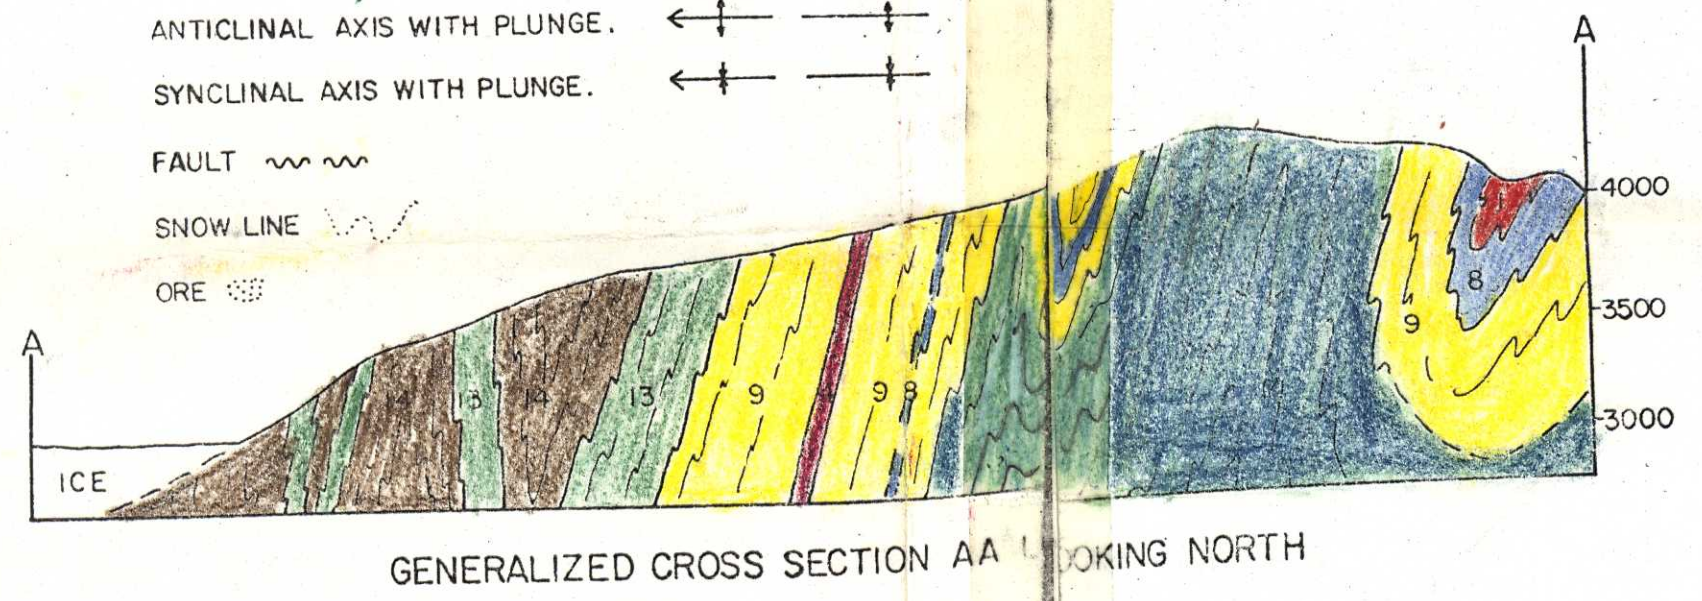 ANTICLINAL AXIS WITH PLUNGE.
SYNCLINAL AXIS WITH PLUNGE.
FAULT
SNOW LINE
ORE
A
A
4000
3500
3000
8
9
14
13
14
13
9
9
8
ICE
GENERALIZED CROSS SECTION AA LOOKING NORTH